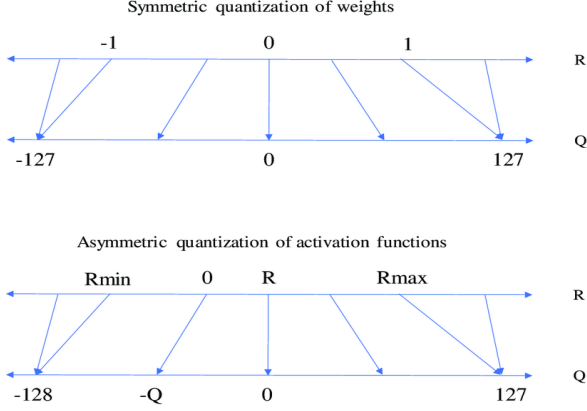 Symmetric quantization of weights
-1 0 1
R
Q
-127 0 127
Asymmetric quantization of activation functions
Rmin 0 R Rmax
R
Q
-128 -Q 0 127